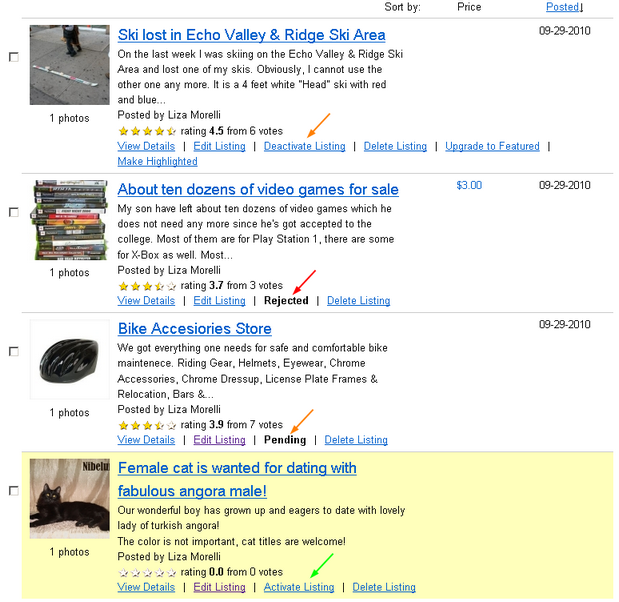 Sort by: Price Posted↓
Ski lost in Echo Valley & Ridge Ski Area 09-29-2010
On the last week I was skiing on the Echo Valley & Ridge Ski
Area and lost one of my skis. Obviously, I cannot use the
other one any more. It is a 4 feet white "Head" ski with red
and blue...
Posted by Liza Morelli
1 photos
rating 4.5 from 6 votes
View Details | Edit Listing | Deactivate Listing | Delete Listing | Upgrade to Featured |
Make Highlighted
About ten dozens of video games for sale $3.00 09-29-2010
My son have left about ten dozens of video games which he
does not need any more since he's got accepted to the
college. Most of them are for Play Station 1, there are some
for X-Box as well. Most...
Posted by Liza Morelli
1 photos
rating 3.7 from 3 votes
View Details | Edit Listing | Rejected | Delete Listing
Bike Accesiories Store 09-29-2010
We got everything one needs for safe and comfortable bike
maintenece. Riding Gear, Helmets, Eyewear, Chrome
Accessories, Chrome Dressup, License Plate Frames &
Relocation, Bars &...
Posted by Liza Morelli
1 photos
rating 3.9 from 7 votes
View Details | Edit Listing | Pending | Delete Listing
Female cat is wanted for dating with
fabulous angora male!
Our wonderful boy has grown up and eagers to date with lovely
lady of turkish angora!
The color is not important, cat titles are welcome!
Posted by Liza Morelli
1 photos
rating 0.0 from 0 votes
View Details | Edit Listing | Activate Listing | Delete Listing